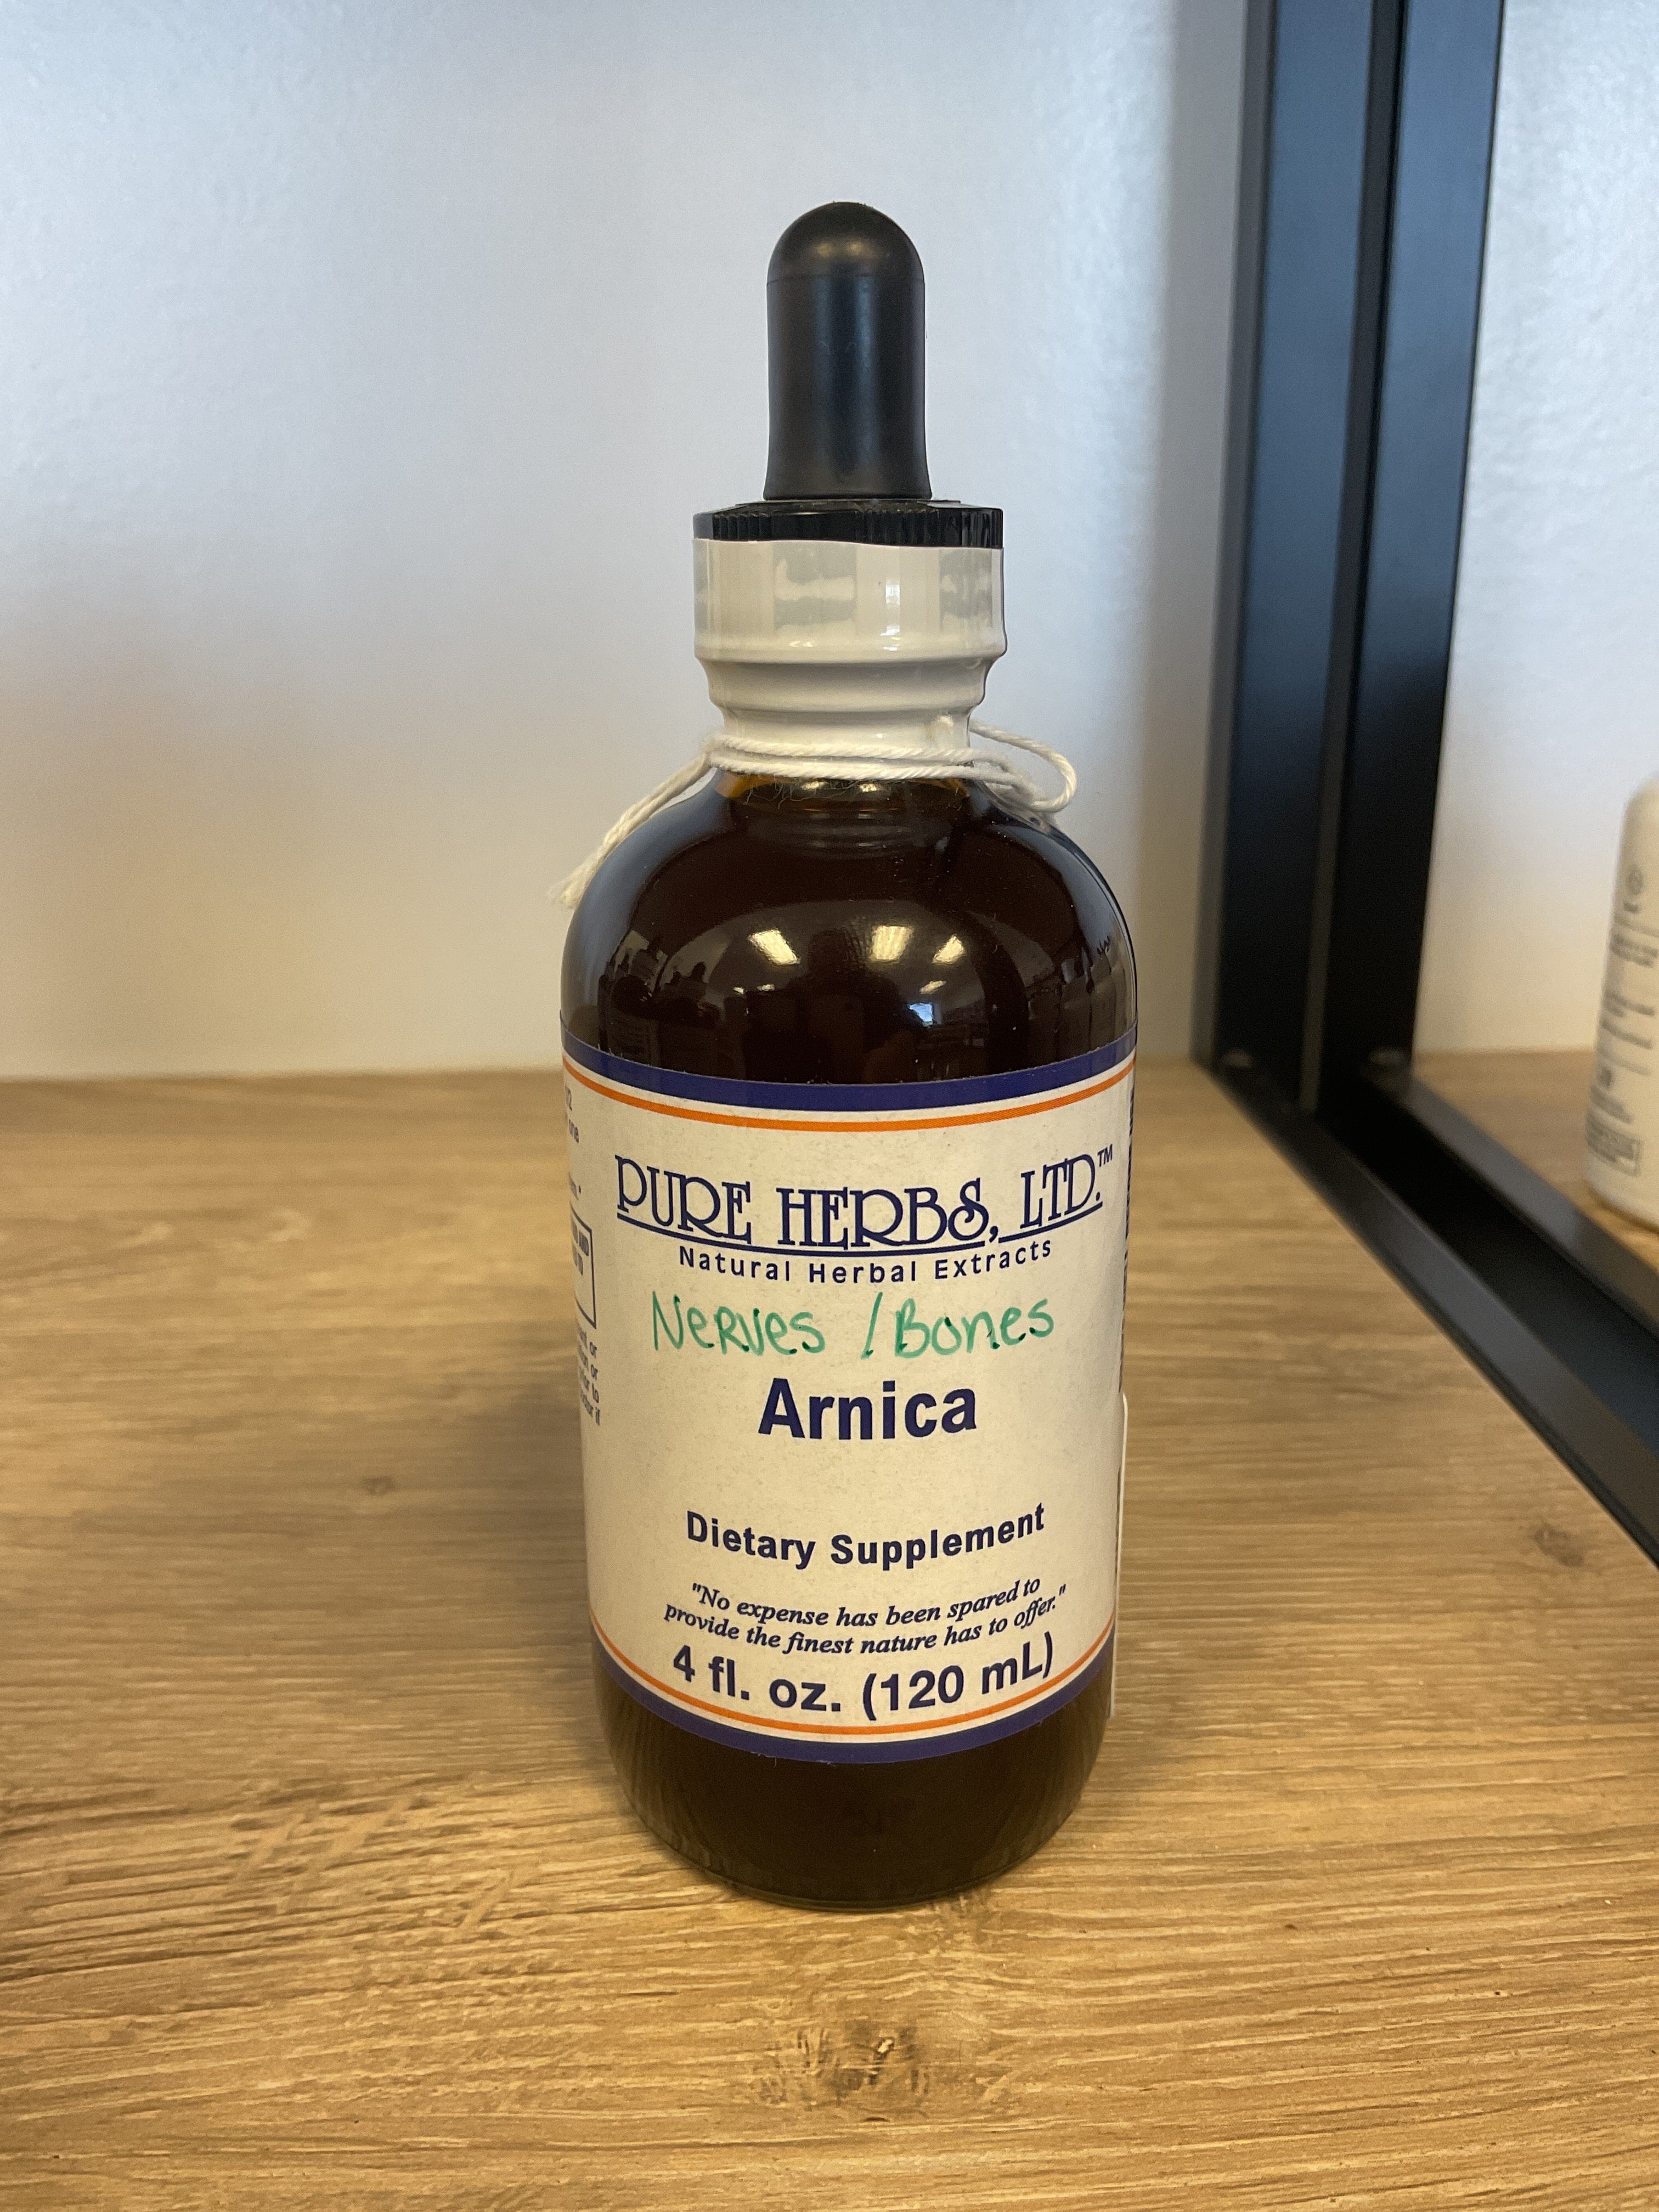 PURE HERBS, LTD.™
Natural Herbal Extracts
Nerves / Bones
Arnica
Dietary Supplement
"No expense has been spared to
provide the finest nature has to offer."
4 fl. oz. (120 mL)